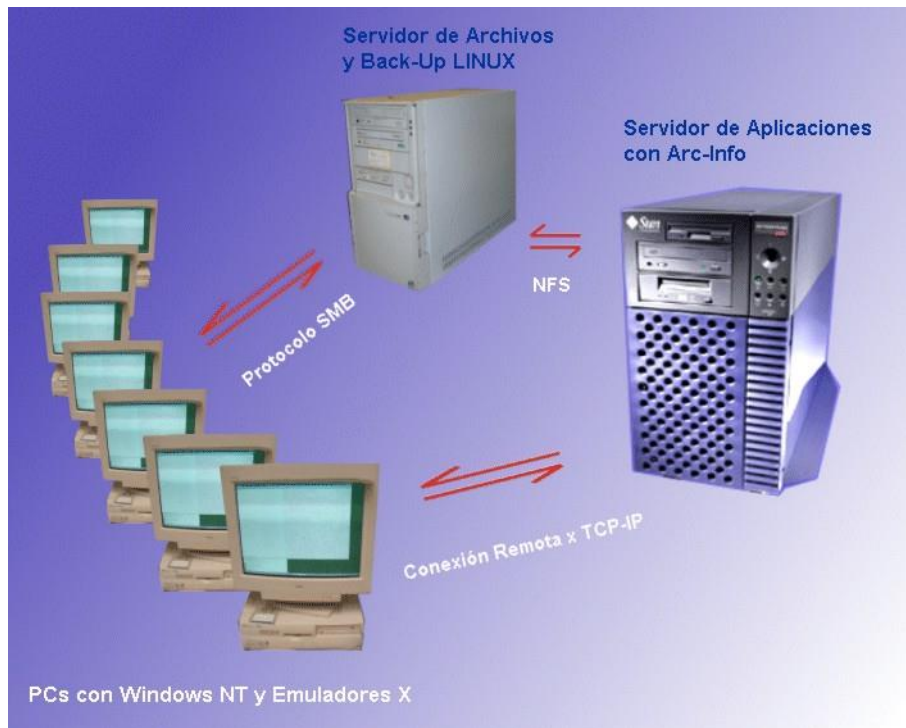 Servidor de Archivos
y Back-Up LINUX
Servidor de Aplicaciones
con Arc-Info
Sun
NFS
Protocolo SMB
Conexión Remota x TCP-IP
PCs con Windows NT y Emuladores X